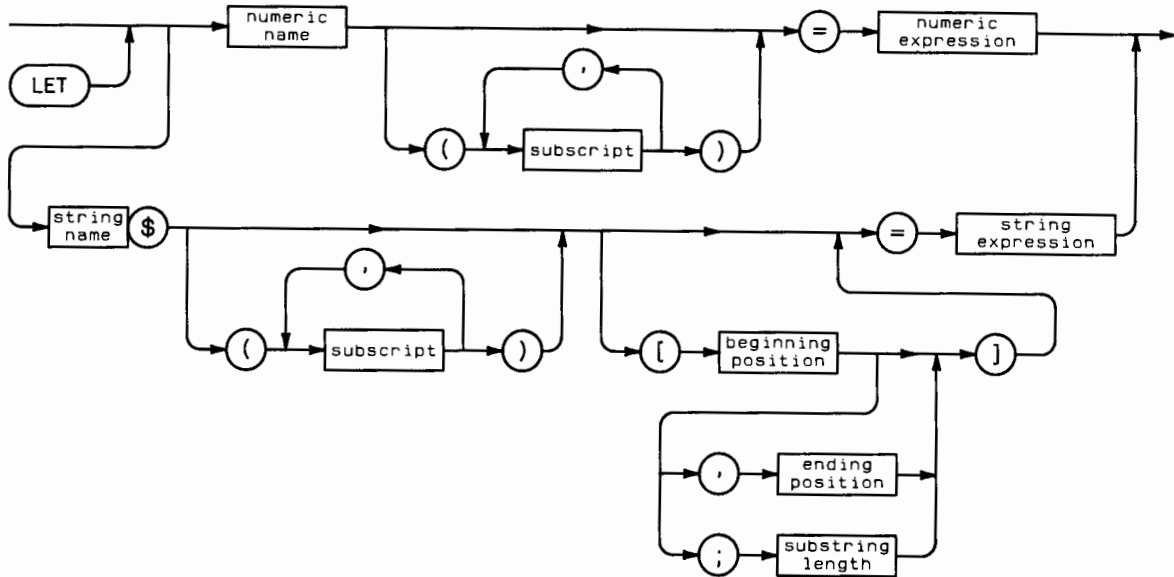 numeric
name
=
numeric
expression
LET
,
(
subscript
)
string
name
$
=
string
expression
,
(
subscript
)
[
beginning
position
]
,
ending
position
;
substring
length